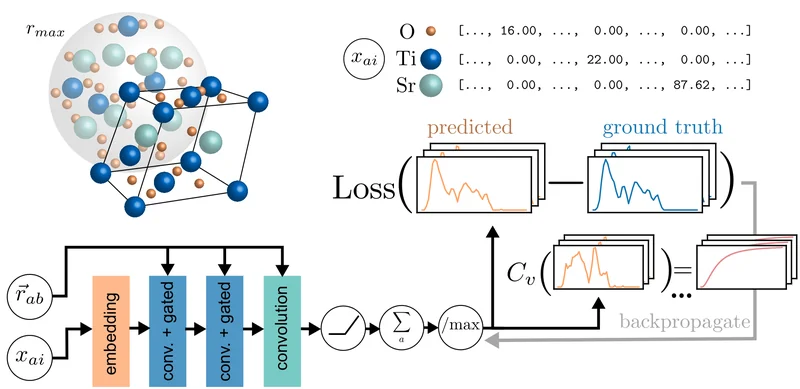 r_max
x_ai
O [..., 16.00, ..., 0.00, ..., 0.00, ...]
Ti [..., 0.00, ..., 22.00, ..., 0.00, ...]
Sr [..., 0.00, ..., 0.00, ..., 87.62, ...]
predicted
ground truth
Loss( — )
C_v( )=
...
backpropagate
r⃗_ab
x_ai
embedding
conv. + gated
conv. + gated
convolution
∑
a
/max